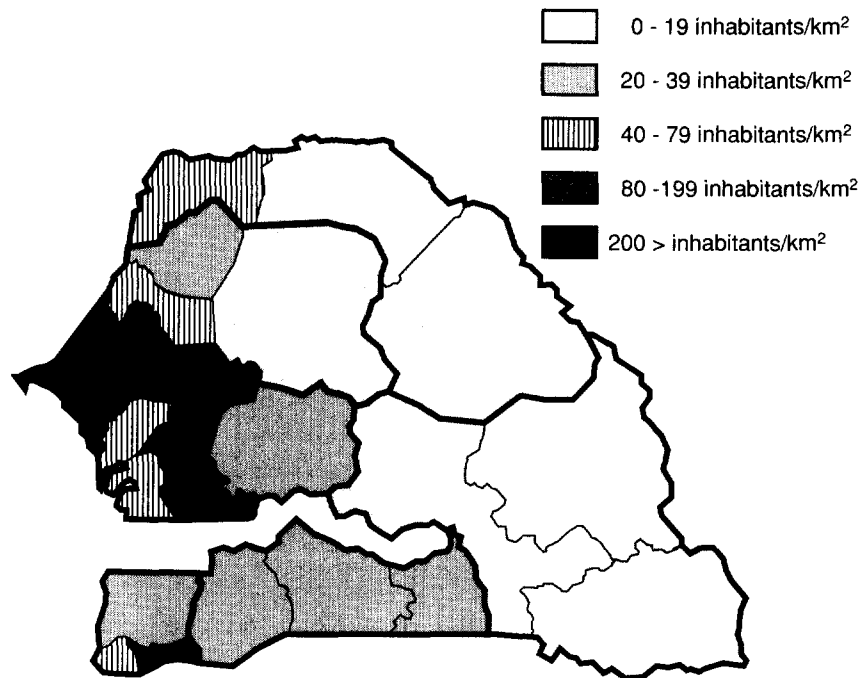 0 - 19 inhabitants/km²
20 - 39 inhabitants/km²
40 - 79 inhabitants/km²
80 -199 inhabitants/km²
200 > inhabitants/km²